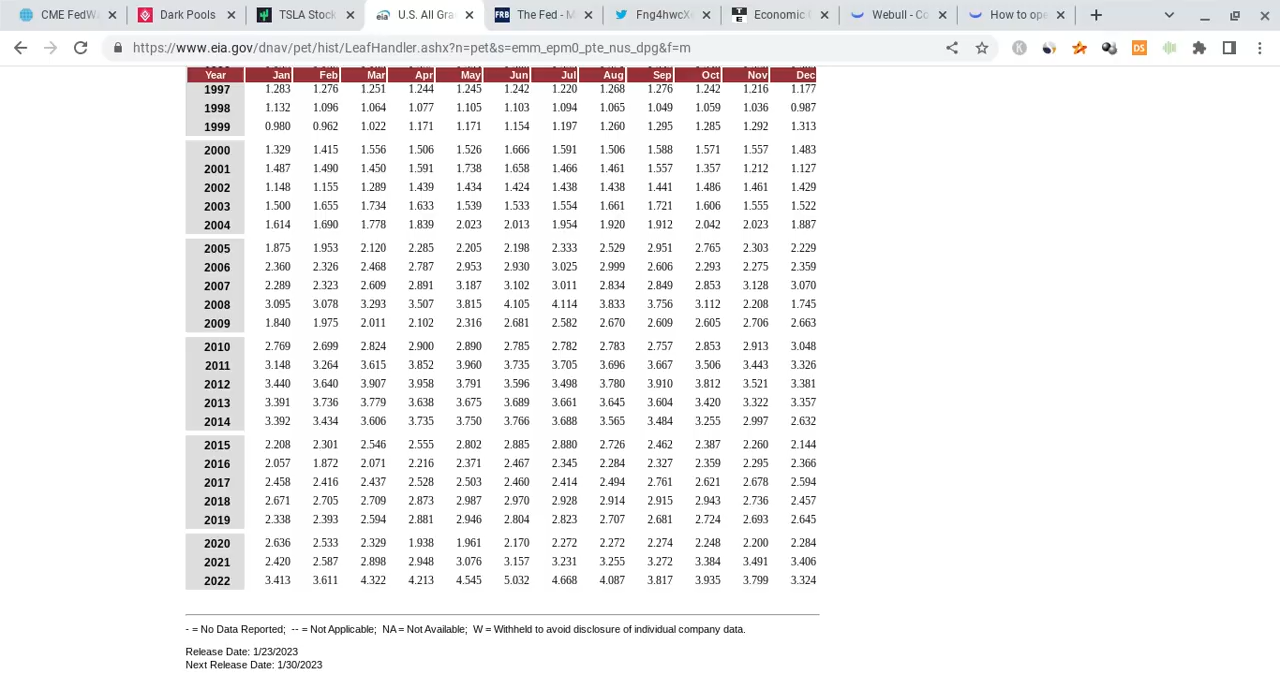 CME FedWa
Dark Pools
TSLA Stock
U.S. All Gra
The Fed - M
Fng4hwcX
Economic
Webull - Co
How to ope
https://www.eia.gov/dnav/pet/hist/LeafHandler.ashx?n=pet&s=emm_epm0_pte_nus_dpg&f=m
Year Jan Feb Mar Apr May Jun Jul Aug Sep Oct Nov Dec
1997 1.283 1.276 1.251 1.244 1.245 1.242 1.220 1.268 1.276 1.242 1.216 1.177
1998 1.132 1.096 1.064 1.077 1.105 1.103 1.094 1.065 1.049 1.059 1.036 0.987
1999 0.980 0.962 1.022 1.171 1.171 1.154 1.197 1.260 1.295 1.285 1.292 1.313
2000 1.329 1.415 1.556 1.506 1.526 1.666 1.591 1.506 1.588 1.571 1.557 1.483
2001 1.487 1.490 1.450 1.591 1.738 1.658 1.466 1.461 1.557 1.357 1.212 1.127
2002 1.148 1.155 1.289 1.439 1.434 1.424 1.438 1.438 1.441 1.486 1.461 1.429
2003 1.500 1.655 1.734 1.633 1.539 1.533 1.554 1.661 1.721 1.606 1.555 1.522
2004 1.614 1.690 1.778 1.839 2.023 2.013 1.954 1.920 1.912 2.042 2.023 1.887
2005 1.875 1.953 2.120 2.285 2.205 2.198 2.333 2.529 2.951 2.765 2.303 2.229
2006 2.360 2.326 2.468 2.787 2.953 2.930 3.025 2.999 2.606 2.293 2.275 2.359
2007 2.289 2.323 2.609 2.891 3.187 3.102 3.011 2.834 2.849 2.853 3.128 3.070
2008 3.095 3.078 3.293 3.507 3.815 4.105 4.114 3.833 3.756 3.112 2.208 1.745
2009 1.840 1.975 2.011 2.102 2.316 2.681 2.582 2.670 2.609 2.605 2.706 2.663
2010 2.769 2.699 2.824 2.900 2.890 2.785 2.782 2.783 2.757 2.853 2.913 3.048
2011 3.148 3.264 3.615 3.852 3.960 3.735 3.705 3.696 3.667 3.506 3.443 3.326
2012 3.440 3.640 3.907 3.958 3.791 3.596 3.498 3.780 3.910 3.812 3.521 3.381
2013 3.391 3.736 3.779 3.638 3.675 3.689 3.661 3.645 3.604 3.420 3.322 3.357
2014 3.392 3.434 3.606 3.735 3.750 3.766 3.688 3.565 3.484 3.255 2.997 2.632
2015 2.208 2.301 2.546 2.555 2.802 2.885 2.880 2.726 2.462 2.387 2.260 2.144
2016 2.057 1.872 2.071 2.216 2.371 2.467 2.345 2.284 2.327 2.359 2.295 2.366
2017 2.458 2.416 2.437 2.528 2.503 2.460 2.414 2.494 2.761 2.621 2.678 2.594
2018 2.671 2.705 2.709 2.873 2.987 2.970 2.928 2.914 2.915 2.943 2.736 2.457
2019 2.338 2.393 2.594 2.881 2.946 2.804 2.823 2.707 2.681 2.724 2.693 2.645
2020 2.636 2.533 2.329 1.938 1.961 2.170 2.272 2.272 2.274 2.248 2.200 2.284
2021 2.420 2.587 2.898 2.948 3.076 3.157 3.231 3.255 3.272 3.384 3.491 3.406
2022 3.413 3.611 4.322 4.213 4.545 5.032 4.668 4.087 3.817 3.935 3.799 3.324
- = No Data Reported; -- = Not Applicable; NA = Not Available; W = Withheld to avoid disclosure of individual company data.
Release Date: 1/23/2023
Next Release Date: 1/30/2023